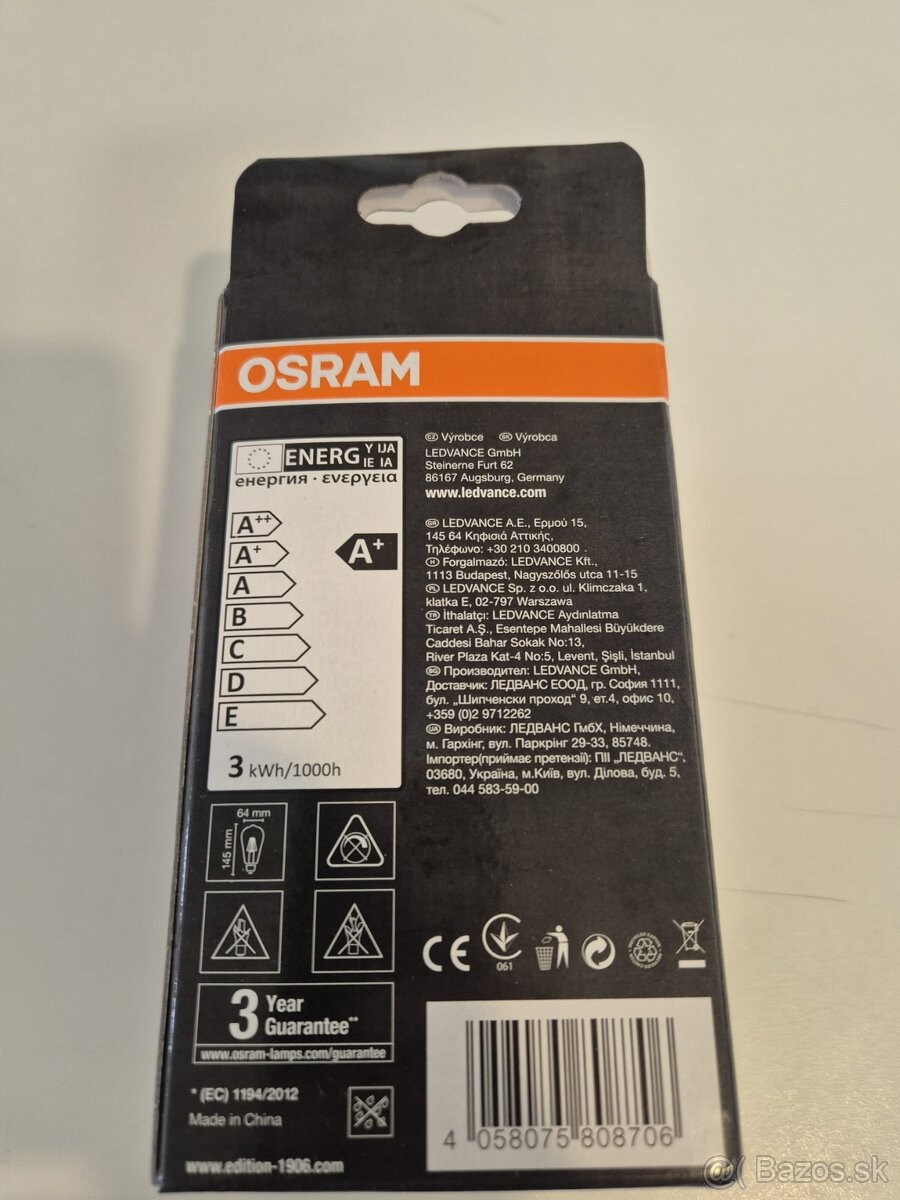 OSRAM
ENERG Y IJA
IE IA
енергия · ενεργεια
A++
A+
A
B
C
D
E
A+
3 kWh/1000h
64 mm
145 mm
3 Year
Guarantee**
www.osram-lamps.com/guarantee
* (EC) 1194/2012
Made in China
www.edition-1906.com
CZ Výrobce SK Výrobca
LEDVANCE GmbH
Steinerne Furt 62
86167 Augsburg, Germany
www.ledvance.com
GR LEDVANCE A.E., Ερμού 15,
145 64 Κηφισιά Αττικής,
Τηλέφωνο: +30 210 3400800 .
H Forgalmazó: LEDVANCE Kft.,
1113 Budapest, Nagyszőlős utca 11-15
PL LEDVANCE Sp. z o.o. ul. Klimczaka 1,
klatka E, 02-797 Warszawa
TR İthalatçı: LEDVANCE Aydınlatma
Ticaret A.Ş., Esentepe Mahallesi Büyükdere
Caddesi Bahar Sokak No:13,
River Plaza Kat-4 No:5, Levent, Şişli, İstanbul
BG Производител: LEDVANCE GmbH,
Доставчик: ЛЕДВАНС ЕООД, гр. София 1111,
бул. „Шипченски проход“ 9, ет.4, офис 10,
+359 (0)2 9712262
UA Виробник: ЛЕДВАНС ГмбХ, Німеччина,
м. Гархінг, вул. Паркрінг 29-33, 85748.
Імпортер(приймає претензії): ПІІ „ЛЕДВАНС“,
03680, Україна, м.Київ, вул. Ділова, буд. 5,
тел. 044 583-59-00
CE
061
4 058075 808706
@( Bazos.sk